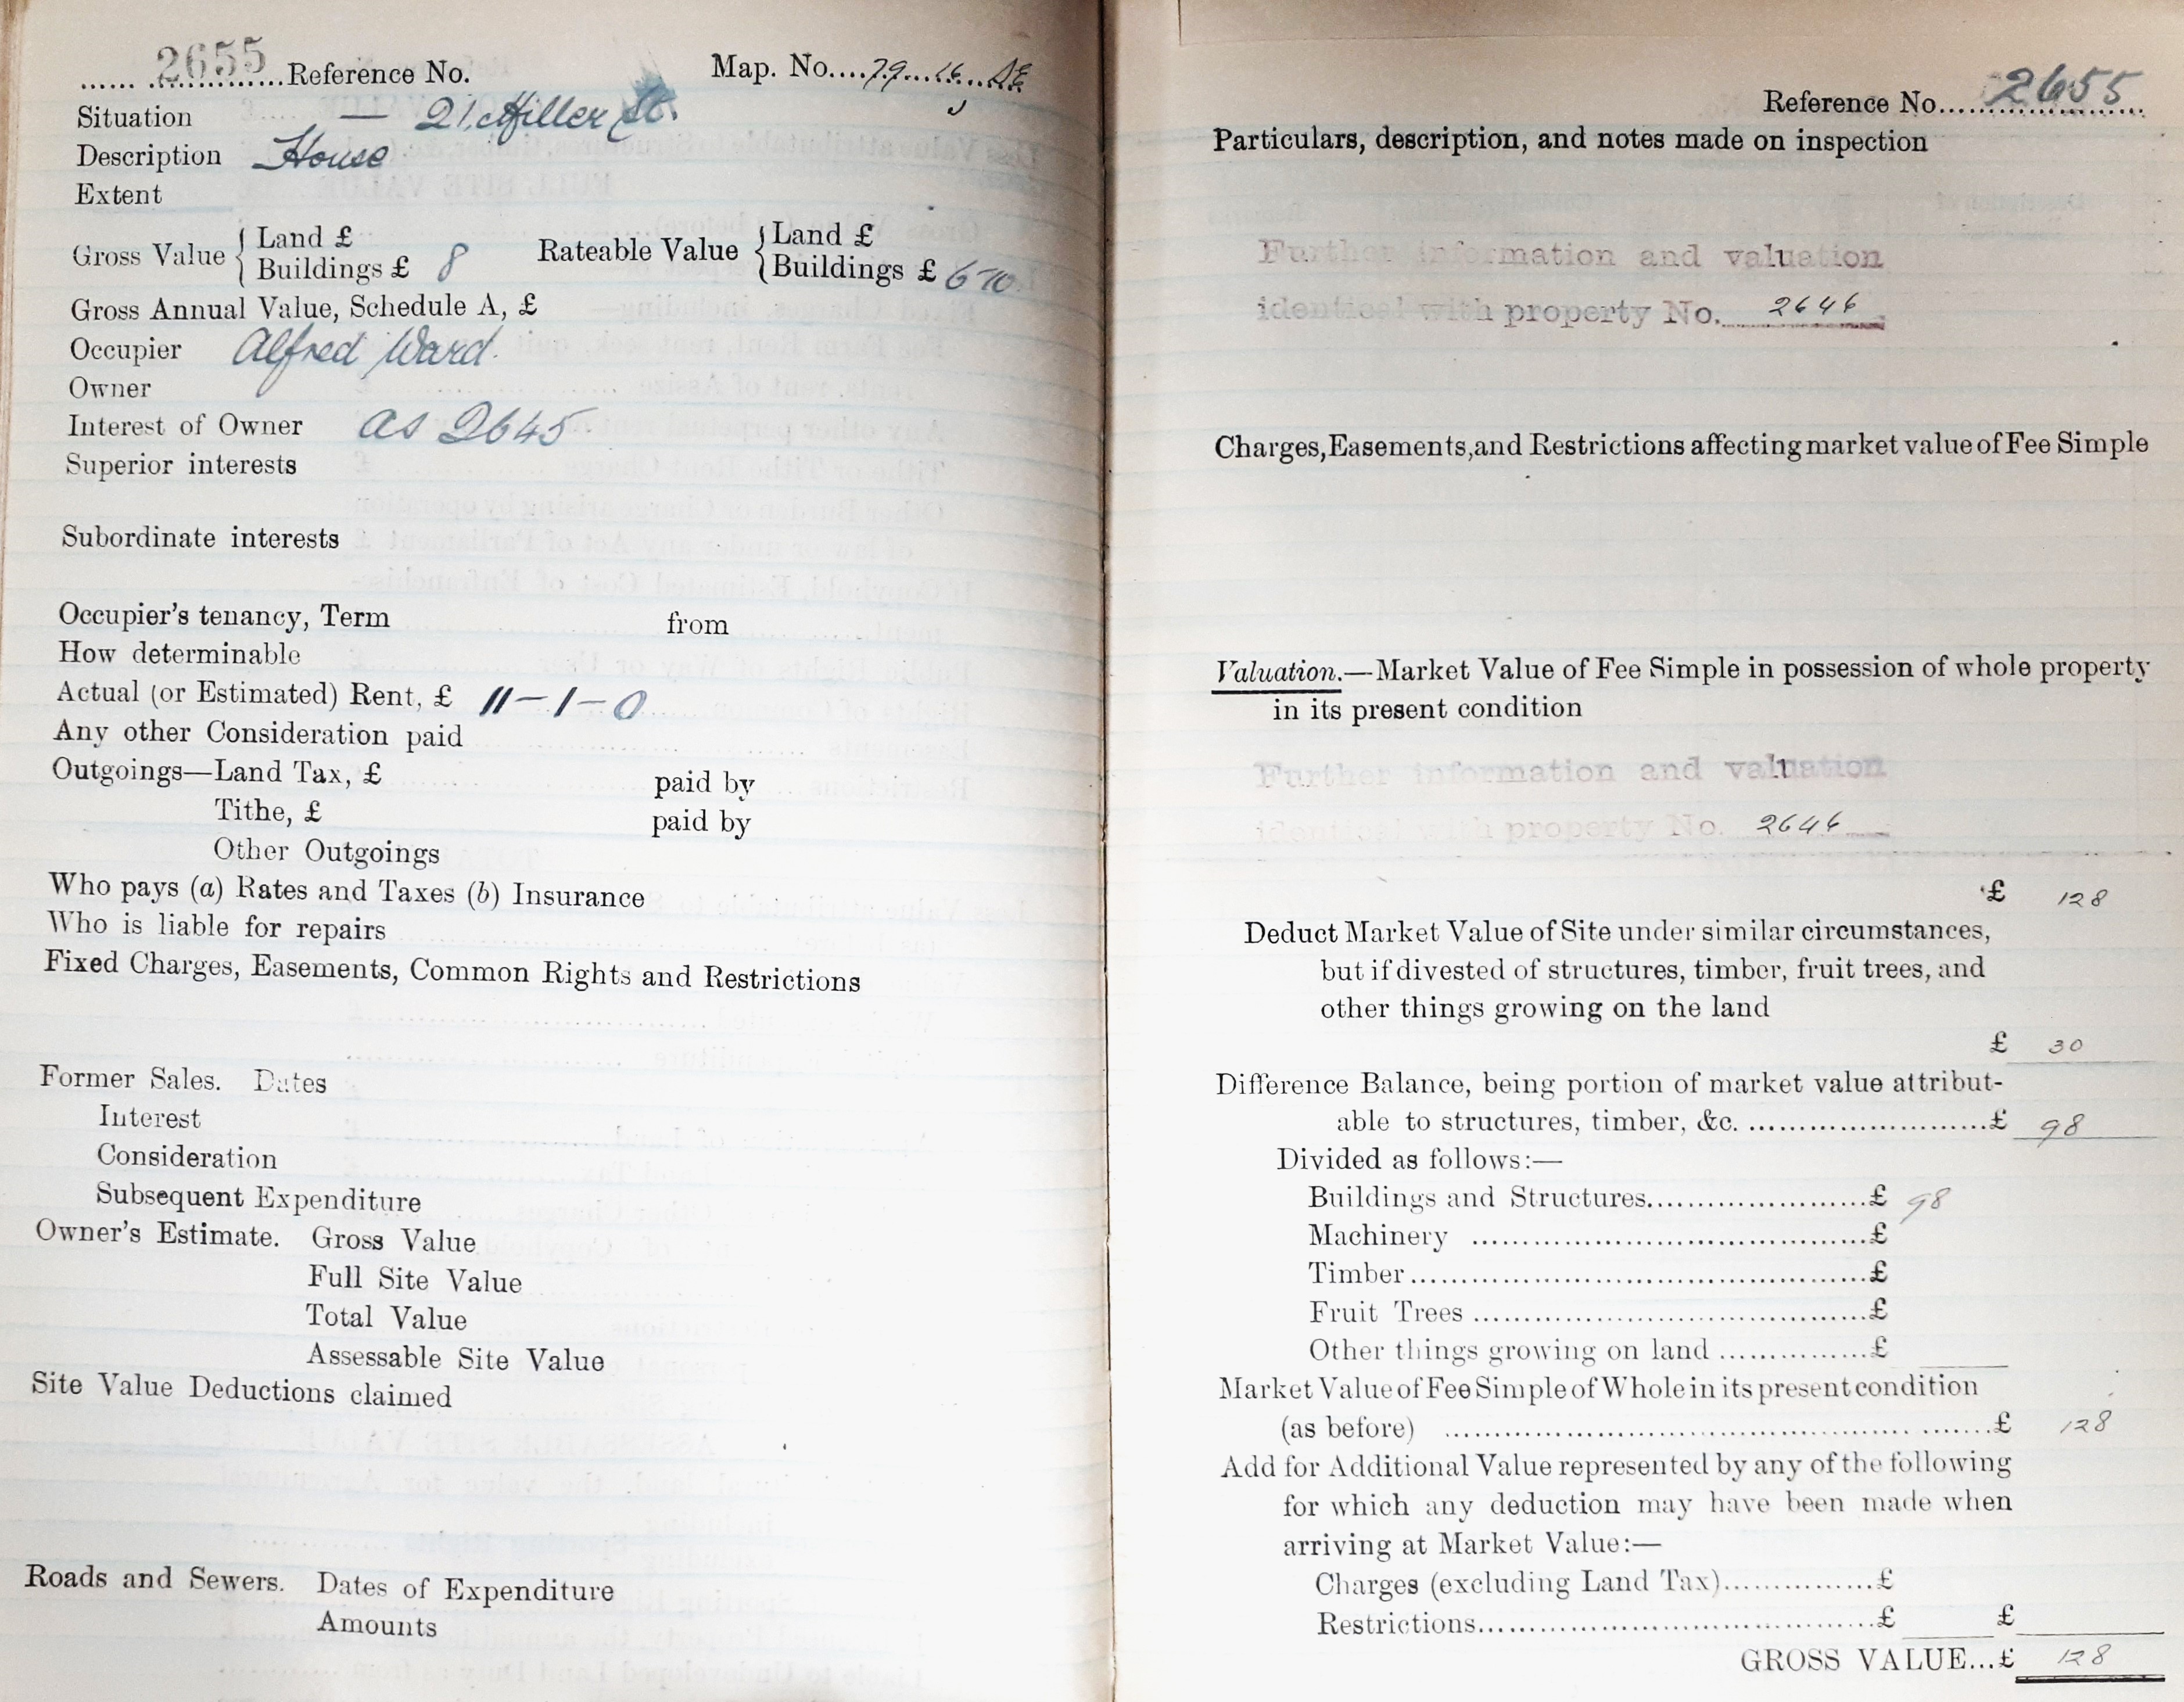 2655 Reference No. Map. No. 79. 16. SE
Situation — 21, Hiller St.
Description House
Extent
Gross Value { Land £ Rateable Value { Land £
Buildings £ 8 Buildings £ 6-10.
Gross Annual Value, Schedule A, £
Occupier Alfred Ward.
Owner
Interest of Owner as 2645
Superior interests
Subordinate interests
Occupier's tenancy, Term from
How determinable
Actual (or Estimated) Rent, £ 11-1-0
Any other Consideration paid
Outgoings—Land Tax, £ paid by
Tithe, £ paid by
Other Outgoings
Who pays (a) Rates and Taxes (b) Insurance
Who is liable for repairs
Fixed Charges, Easements, Common Rights and Restrictions
Former Sales. Dates
Interest
Consideration
Subsequent Expenditure
Owner's Estimate. Gross Value
Full Site Value
Total Value
Assessable Site Value
Site Value Deductions claimed
Roads and Sewers. Dates of Expenditure
Amounts
Reference No. 2655
Particulars, description, and notes made on inspection
Further information and valuation
identical with property No. 2646
Charges, Easements, and Restrictions affecting market value of Fee Simple
Valuation.—Market Value of Fee Simple in possession of whole property
in its present condition
Further information and valuation
identical with property No. 2646
£ 128
Deduct Market Value of Site under similar circumstances,
but if divested of structures, timber, fruit trees, and
other things growing on the land
£ 30
Difference Balance, being portion of market value attribut-
able to structures, timber, &c. £ 98
Divided as follows:—
Buildings and Structures £ 98
Machinery £
Timber £
Fruit Trees £
Other things growing on land £
Market Value of Fee Simple of Whole in its present condition
(as before) £ 128
Add for Additional Value represented by any of the following
for which any deduction may have been made when
arriving at Market Value:—
Charges (excluding Land Tax) £
Restrictions £ £
GROSS VALUE...£ 128